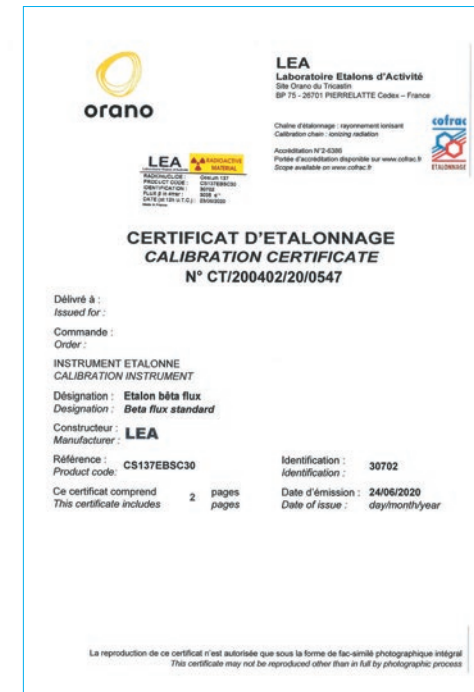 orano
LEA
Laboratoire Etalons d'Activité
Site Orano du Tricastin
BP 75 - 26701 PIERRELATTE Cedex – France
Chaîne d'étalonnage : rayonnement ionisant
Calibration chain : ionizing radiation
Accréditation N°2-6386
Portée d'accréditation disponible sur www.cofrac.fr
Scope available on www.cofrac.fr
cofrac
ETALONNAGE
LEA
RADIOACTIVE
MATERIAL
RADIONUCLIDE :
PRODUCT CODE : CS137EBSC30
IDENTIFICATION : 30702
CERTIFICAT D'ETALONNAGE
CALIBRATION CERTIFICATE
N° CT/200402/20/0547
Délivré à :
Issued for :
Commande :
Order :
INSTRUMENT ETALONNE
CALIBRATION INSTRUMENT
Désignation : Etalon bêta flux
Designation : Beta flux standard
Constructeur :
Manufacturer : LEA
Référence :
Product code: CS137EBSC30
Identification :
Identification : 30702
Ce certificat comprend 2 pages
This certificate includes pages
Date d'émission : 24/06/2020
Date of issue : day/month/year
La reproduction de ce certificat n'est autorisée que sous la forme de fac-similé photographique intégral
This certificate may not be reproduced other than in full by photographic process